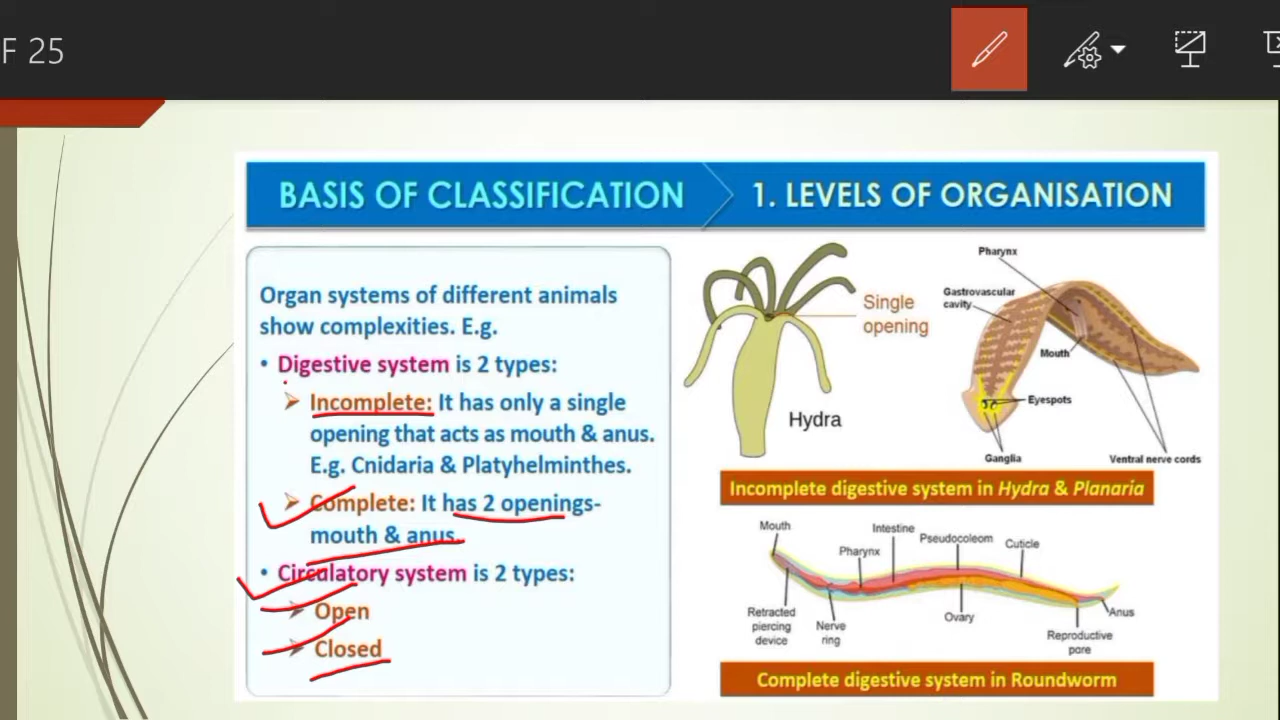 F 25
BASIS OF CLASSIFICATION
1. LEVELS OF ORGANISATION
Organ systems of different animals
show complexities. E.g.
• Digestive system is 2 types:
➢ Incomplete: It has only a single
opening that acts as mouth & anus.
E.g. Cnidaria & Platyhelminthes.
➢ Complete: It has 2 openings-
mouth & anus.
• Circulatory system is 2 types:
➢ Open
➢ Closed
Single
opening
Hydra
Pharynx
Gastrovascular
cavity
Mouth
Eyespots
Ganglia
Ventral nerve cords
Incomplete digestive system in Hydra & Planaria
Mouth
Pharynx
Intestine
Pseudocoleom
Cuticle
Retracted
piercing
device
Nerve
ring
Ovary
Reproductive
pore
Anus
Complete digestive system in Roundworm